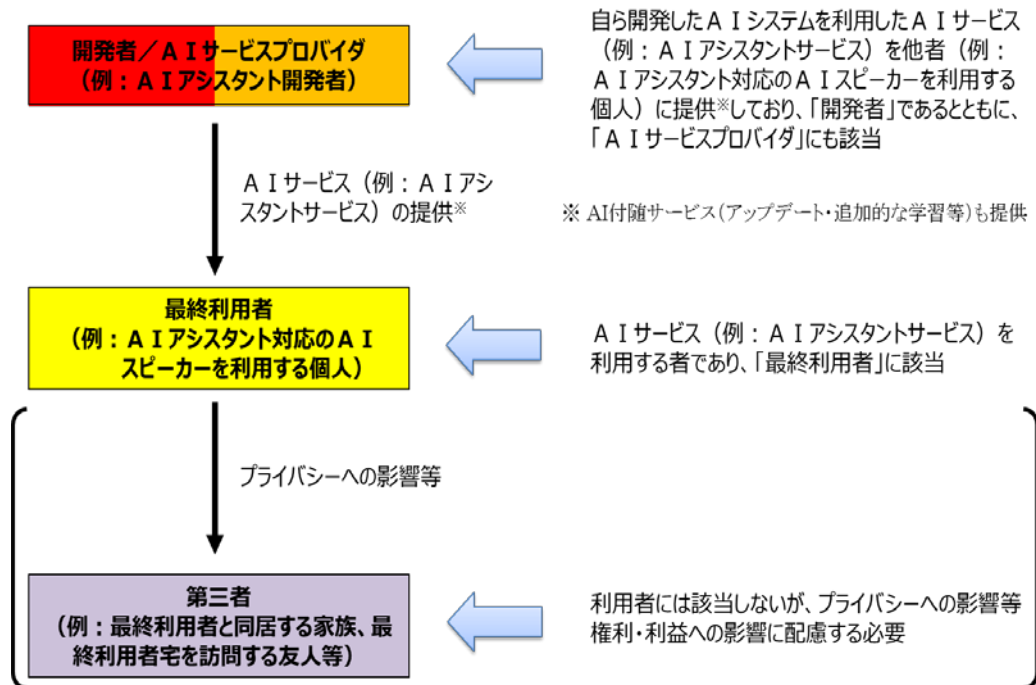 開発者／ＡＩサービスプロバイダ
（例：ＡＩアシスタント開発者）
自ら開発したＡＩシステムを利用したＡＩサービス
（例：ＡＩアシスタントサービス）を他者（例：
ＡＩアシスタント対応のＡＩスピーカーを利用する
個人）に提供※しており、「開発者」であるとともに、
「ＡＩサービスプロバイダ」にも該当
ＡＩサービス（例：ＡＩアシ
スタントサービス）の提供※
※ AI付随サービス(アップデート・追加的な学習等)も提供
最終利用者
（例：ＡＩアシスタント対応のＡＩ
スピーカーを利用する個人）
ＡＩサービス（例：ＡＩアシスタントサービス）を
利用する者であり、「最終利用者」に該当
プライバシーへの影響等
第三者
（例：最終利用者と同居する家族、最
終利用者宅を訪問する友人等）
利用者には該当しないが、プライバシーへの影響等
権利・利益への影響に配慮する必要